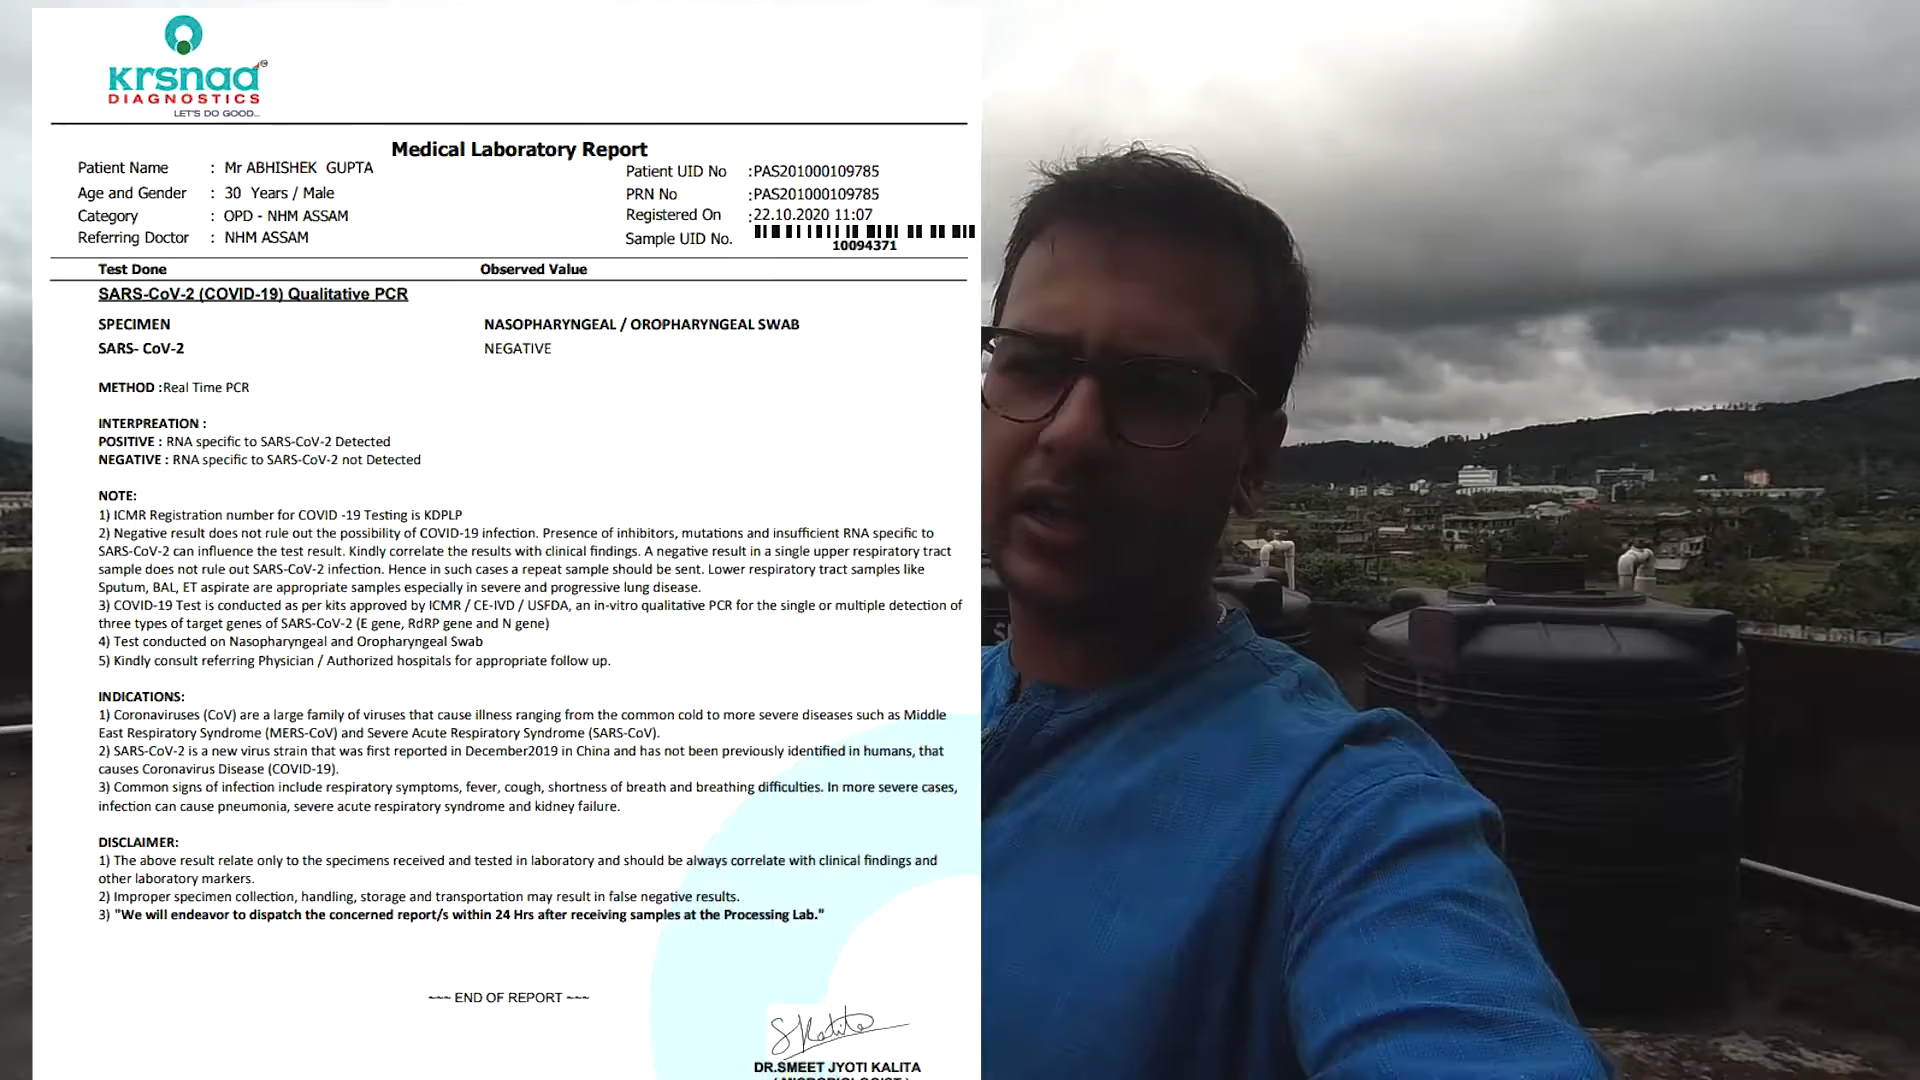 krsnaa
DIAGNOSTICS
LET'S DO GOOD...
Medical Laboratory Report
Patient Name : Mr ABHISHEK GUPTA
Patient UID No :PAS201000109785
Age and Gender : 30 Years / Male
PRN No :PAS201000109785
Category : OPD - NHM ASSAM
Registered On :22.10.2020 11:07
Referring Doctor : NHM ASSAM
Sample UID No.
10094371
Test Done Observed Value
SARS-CoV-2 (COVID-19) Qualitative PCR
SPECIMEN NASOPHARYNGEAL / OROPHARYNGEAL SWAB
SARS- CoV-2 NEGATIVE
METHOD :Real Time PCR
INTERPREATION :
POSITIVE : RNA specific to SARS-CoV-2 Detected
NEGATIVE : RNA specific to SARS-CoV-2 not Detected
NOTE:
1) ICMR Registration number for COVID -19 Testing is KDPLP
2) Negative result does not rule out the possibility of COVID-19 infection. Presence of inhibitors, mutations and insufficient RNA specific to
SARS-CoV-2 can influence the test result. Kindly correlate the results with clinical findings. A negative result in a single upper respiratory tract
sample does not rule out SARS-CoV-2 infection. Hence in such cases a repeat sample should be sent. Lower respiratory tract samples like
Sputum, BAL, ET aspirate are appropriate samples especially in severe and progressive lung disease.
3) COVID-19 Test is conducted as per kits approved by ICMR / CE-IVD / USFDA, an in-vitro qualitative PCR for the single or multiple detection of
three types of target genes of SARS-CoV-2 (E gene, RdRP gene and N gene)
4) Test conducted on Nasopharyngeal and Oropharyngeal Swab
5) Kindly consult referring Physician / Authorized hospitals for appropriate follow up.
INDICATIONS:
1) Coronaviruses (CoV) are a large family of viruses that cause illness ranging from the common cold to more severe diseases such as Middle
East Respiratory Syndrome (MERS-CoV) and Severe Acute Respiratory Syndrome (SARS-CoV).
2) SARS-CoV-2 is a new virus strain that was first reported in December2019 in China and has not been previously identified in humans, that
causes Coronavirus Disease (COVID-19).
3) Common signs of infection include respiratory symptoms, fever, cough, shortness of breath and breathing difficulties. In more severe cases,
infection can cause pneumonia, severe acute respiratory syndrome and kidney failure.
DISCLAIMER:
1) The above result relate only to the specimens received and tested in laboratory and should be always correlate with clinical findings and
other laboratory markers.
2) Improper specimen collection, handling, storage and transportation may result in false negative results.
3) "We will endeavor to dispatch the concerned report/s within 24 Hrs after receiving samples at the Processing Lab."
~~~ END OF REPORT ~~~
SKalita
DR.SMEET JYOTI KALITA
( MICROBIOLOGIST )